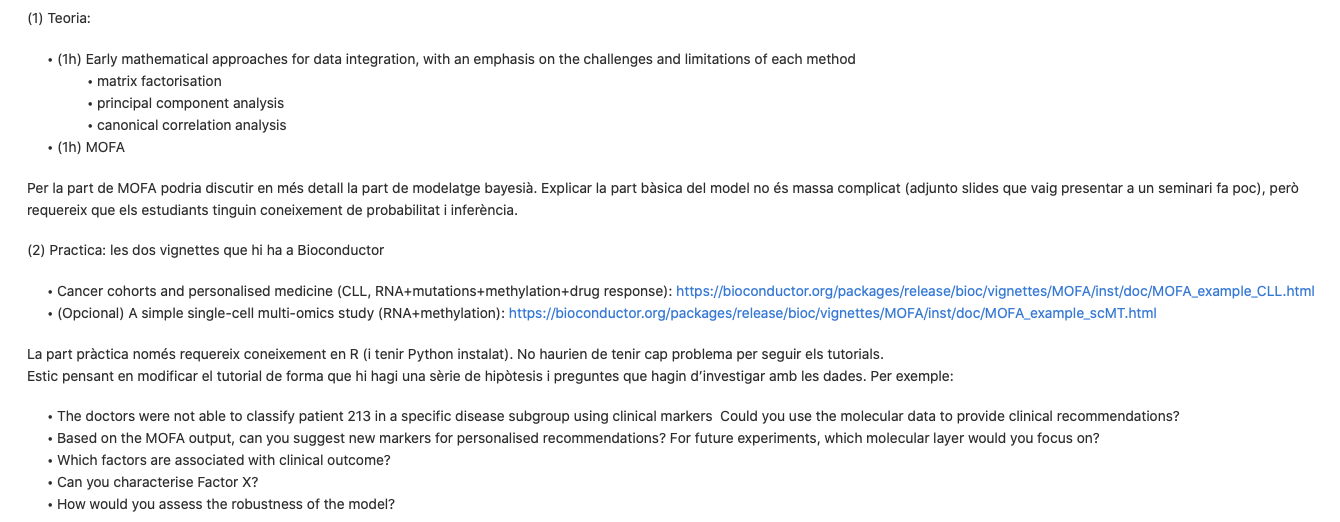 (1) Teoria:
• (1h) Early mathematical approaches for data integration, with an emphasis on the challenges and limitations of each method
• matrix factorisation
• principal component analysis
• canonical correlation analysis
• (1h) MOFA
Per la part de MOFA podria discutir en més detall la part de modelatge bayesià. Explicar la part bàsica del model no és massa complicat (adjunto slides que vaig presentar a un seminari fa poc), però
requereix que els estudiants tinguin coneixement de probabilitat i inferència.
(2) Practica: les dos vignettes que hi ha a Bioconductor
• Cancer cohorts and personalised medicine (CLL, RNA+mutations+methylation+drug response): https://bioconductor.org/packages/release/bioc/vignettes/MOFA/inst/doc/MOFA_example_CLL.html
• (Opcional) A simple single-cell multi-omics study (RNA+methylation): https://bioconductor.org/packages/release/bioc/vignettes/MOFA/inst/doc/MOFA_example_scMT.html
La part pràctica només requereix coneixement en R (i tenir Python instalat). No haurien de tenir cap problema per seguir els tutorials.
Estic pensant en modificar el tutorial de forma que hi hagi una sèrie de hipòtesis i preguntes que hagin d'investigar amb les dades. Per exemple:
• The doctors were not able to classify patient 213 in a specific disease subgroup using clinical markers  Could you use the molecular data to provide clinical recommendations?
• Based on the MOFA output, can you suggest new markers for personalised recommendations? For future experiments, which molecular layer would you focus on?
• Which factors are associated with clinical outcome?
• Can you characterise Factor X?
• How would you assess the robustness of the model?